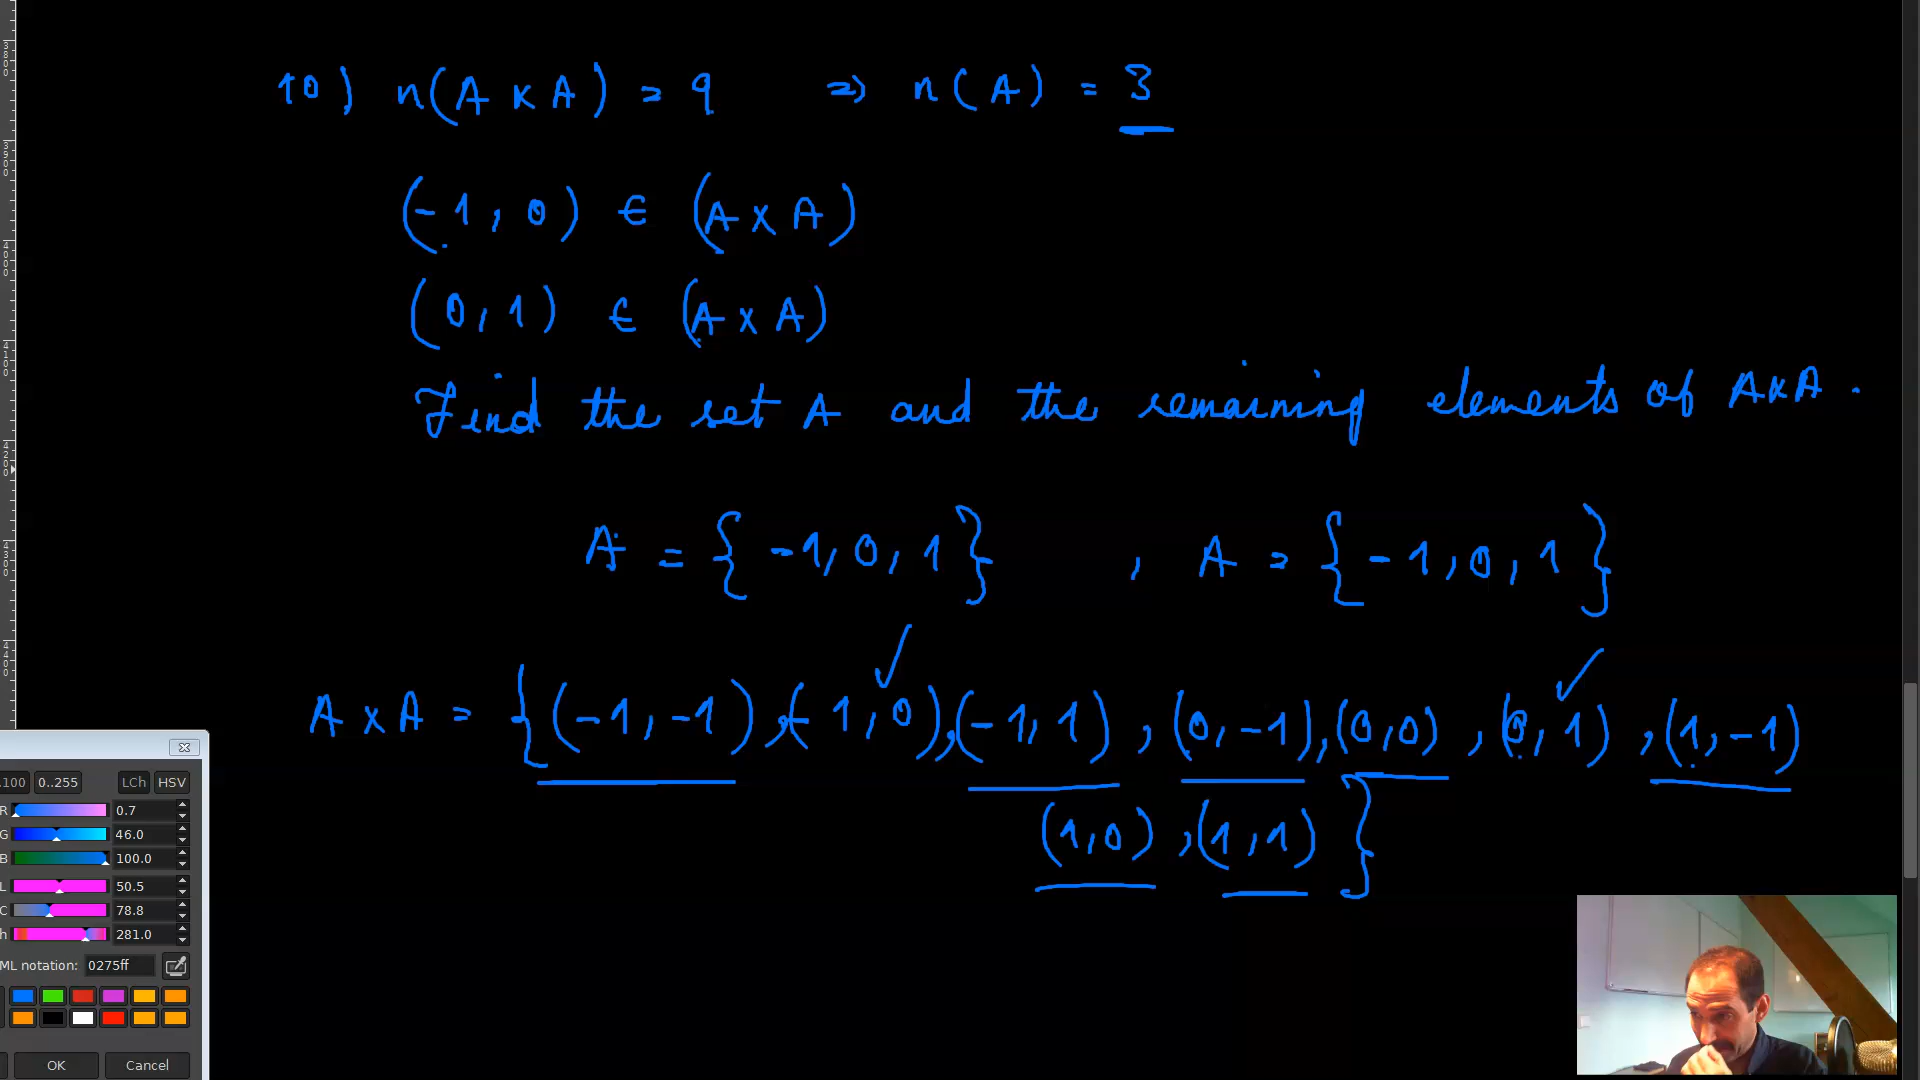 10) n(A x A) = 9 => n(A) = 3
(-1, 0) € (A x A)
(0, 1) € (A x A)
Find the set A and the remaining elements of AxA.
A = {-1, 0, 1} , A = {-1, 0, 1}
A x A = {(-1, -1), (-1, 0), (-1, 1), (0, -1), (0,0), (0, 1), (1, -1)
(1, 0), (1, 1)}
.100 0..255 LCh HSV
R 0.7
G 46.0
B 100.0
L 50.5
C 78.8
h 281.0
ML notation: 0275ff
OK Cancel